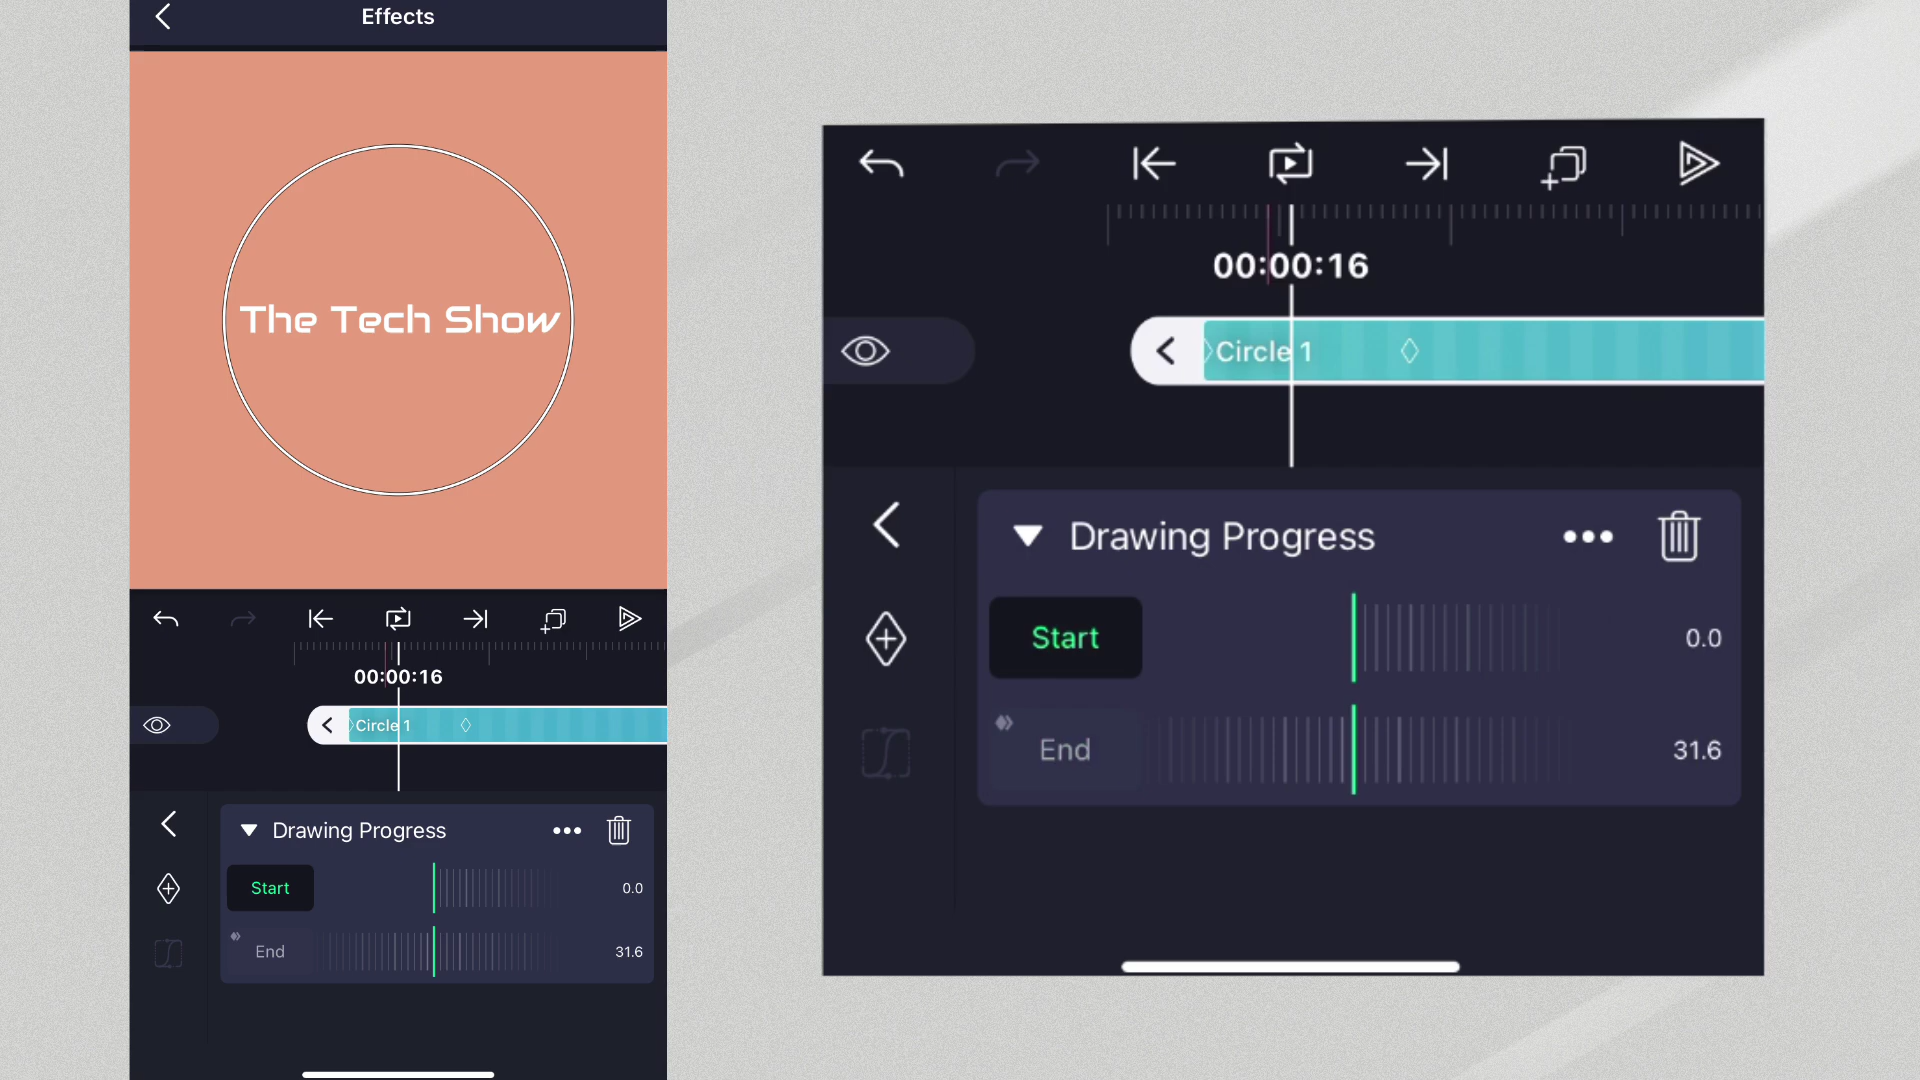 Effects
The Tech Show
00:00:16
Circle 1
Drawing Progress
Start
0.0
End
31.6
00:00:16
Circle 1
Drawing Progress
Start
0.0
End
31.6